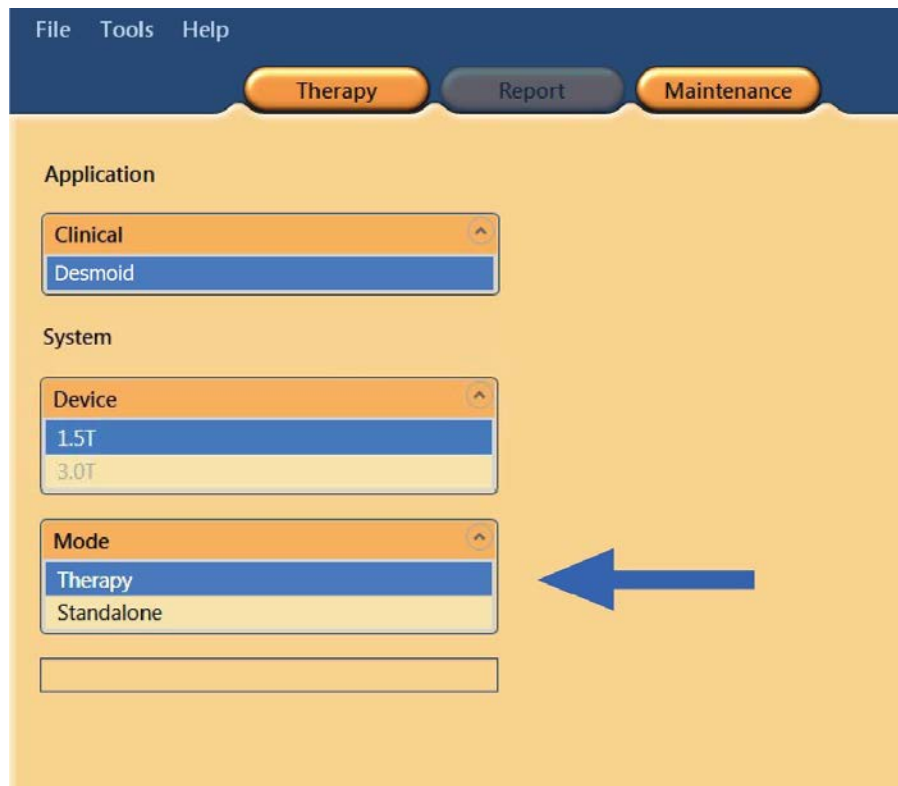 File Tools Help
Therapy Report Maintenance
Application
Clinical
Desmoid
System
Device
1.5T
3.0T
Mode
Therapy
Standalone